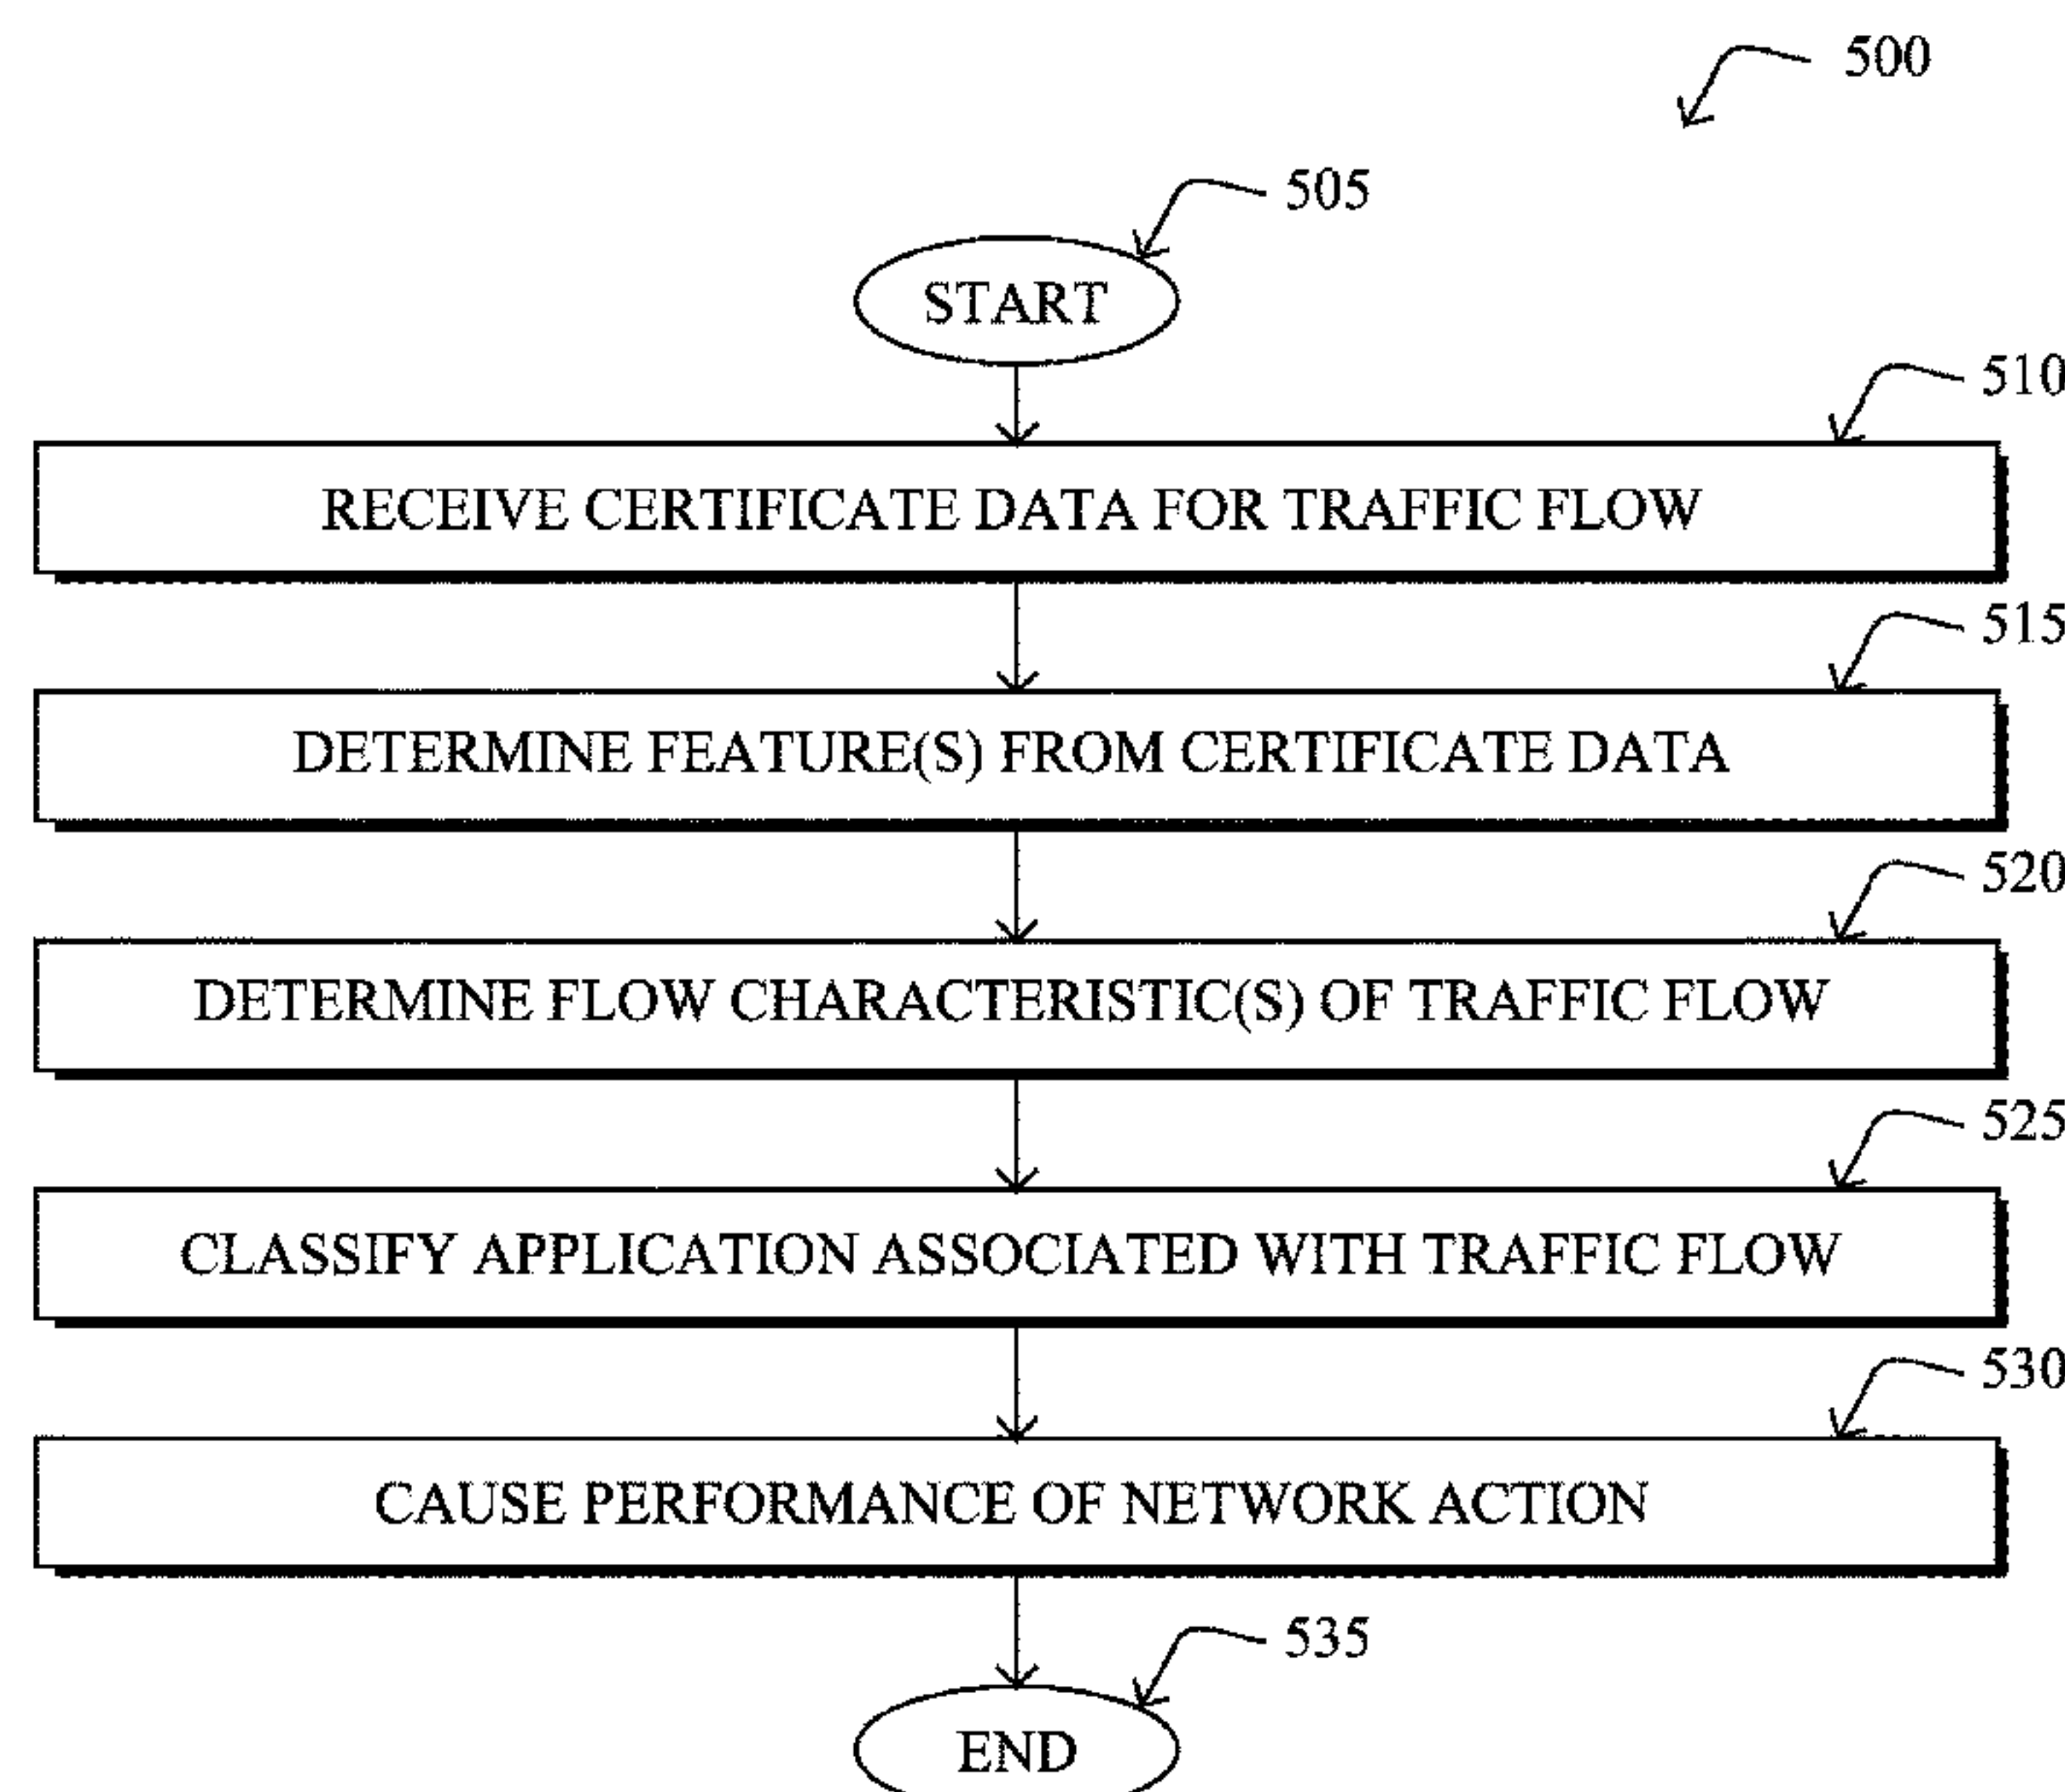 500
505
START
510
RECEIVE CERTIFICATE DATA FOR TRAFFIC FLOW
515
DETERMINE FEATURE(S) FROM CERTIFICATE DATA
520
DETERMINE FLOW CHARACTERISTIC(S) OF TRAFFIC FLOW
525
CLASSIFY APPLICATION ASSOCIATED WITH TRAFFIC FLOW
530
CAUSE PERFORMANCE OF NETWORK ACTION
535
END